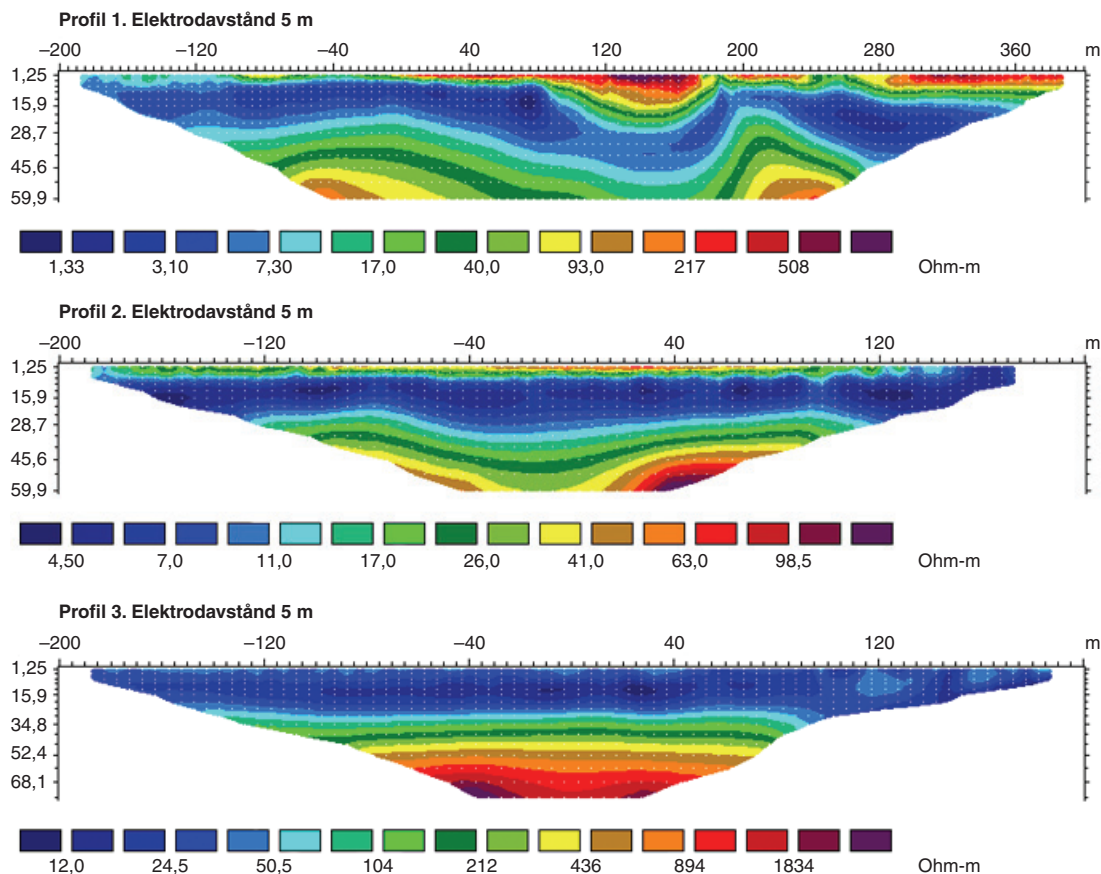 Profil 1. Elektrodavstånd 5 m
–200 –120 –40 40 120 200 280 360 m
1,25
15,9
28,7
45,6
59,9
1,33 3,10 7,30 17,0 40,0 93,0 217 508 Ohm-m
Profil 2. Elektrodavstånd 5 m
–200 –120 –40 40 120 m
1,25
15,9
28,7
45,6
59,9
4,50 7,0 11,0 17,0 26,0 41,0 63,0 98,5 Ohm-m
Profil 3. Elektrodavstånd 5 m
–200 –120 –40 40 120 m
1,25
15,9
34,8
52,4
68,1
12,0 24,5 50,5 104 212 436 894 1834 Ohm-m